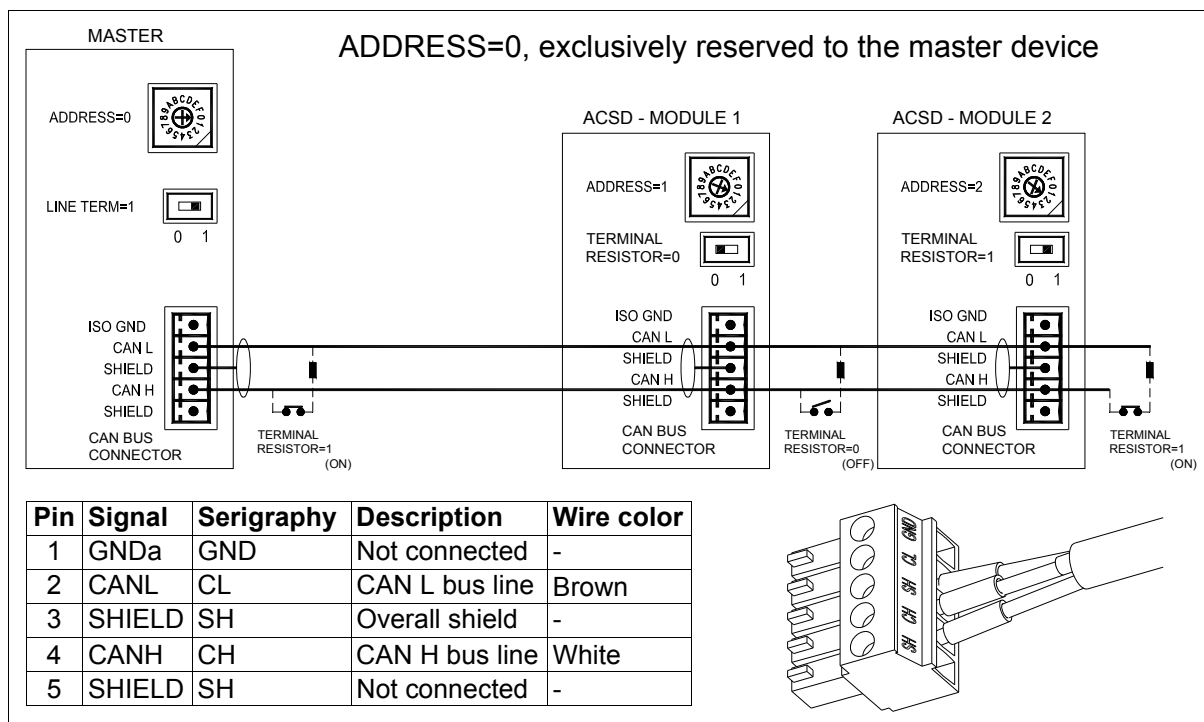 MASTER
ADDRESS=0, exclusively reserved to the master device
ADDRESS=0
0123456789ABCDEF
LINE TERM=1
0 1
ISO GND
CAN L
SHIELD
CAN H
SHIELD
CAN BUS
CONNECTOR
TERMINAL
RESISTOR=1
(ON)
ACSD - MODULE 1
ADDRESS=1
0123456789ABCDEF
TERMINAL
RESISTOR=0
0 1
ISO GND
CAN L
SHIELD
CAN H
SHIELD
CAN BUS
CONNECTOR
TERMINAL
RESISTOR=0
(OFF)
ACSD - MODULE 2
ADDRESS=2
0123456789ABCDEF
TERMINAL
RESISTOR=1
0 1
ISO GND
CAN L
SHIELD
CAN H
SHIELD
CAN BUS
CONNECTOR
TERMINAL
RESISTOR=1
(ON)
Pin Signal Serigraphy Description Wire color
1 GNDa GND Not connected -
2 CANL CL CAN L bus line Brown
3 SHIELD SH Overall shield -
4 CANH CH CAN H bus line White
5 SHIELD SH Not connected -
GND
CL
SH
CH
SH